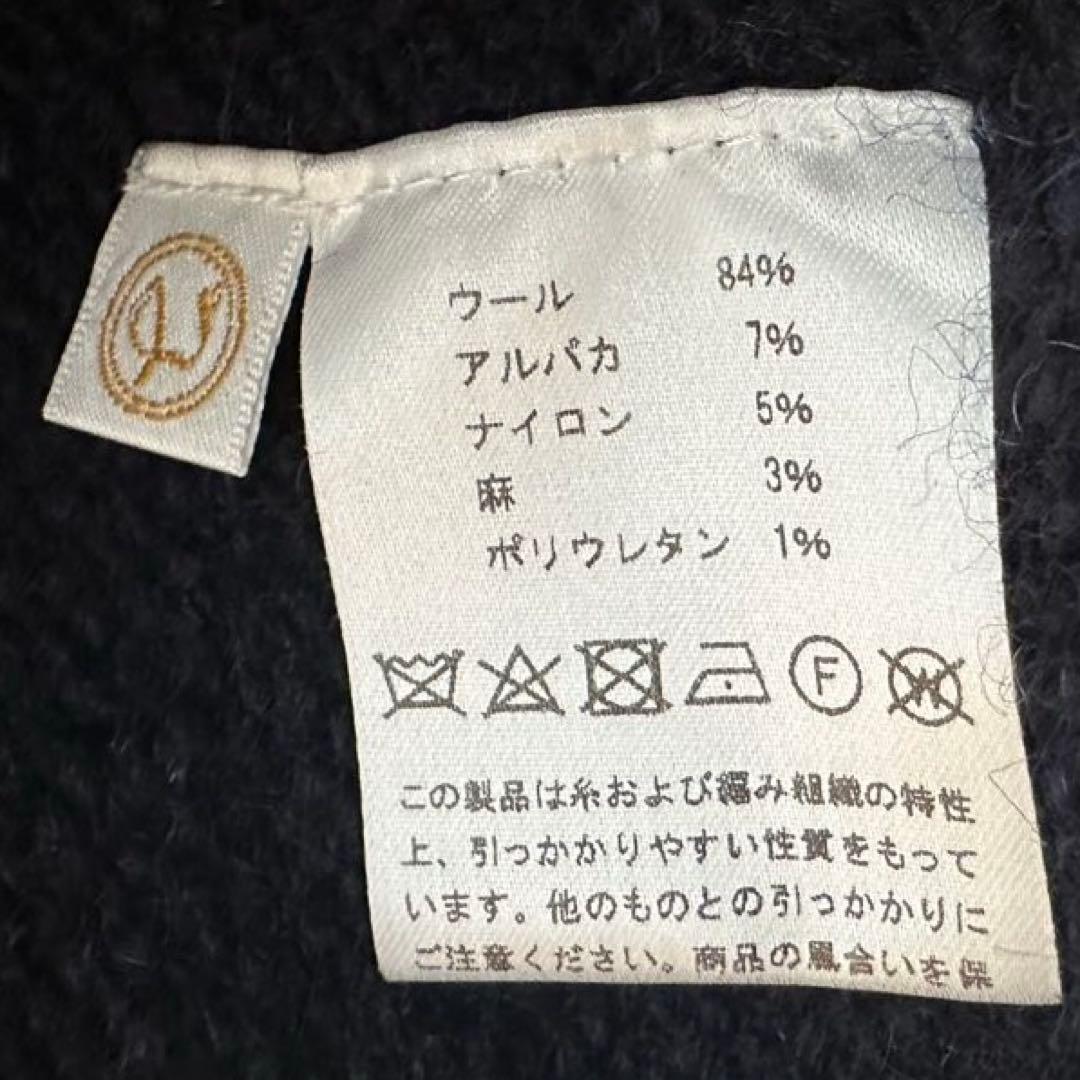 ウール 84%
アルパカ 7%
ナイロン 5%
麻 3%
ポリウレタン 1%
F W
この製品は糸および編み組織の特性
上、引っかかりやすい性質をもって
います。他のものとの引っかかりに
ご注意ください。商品の風合いを保